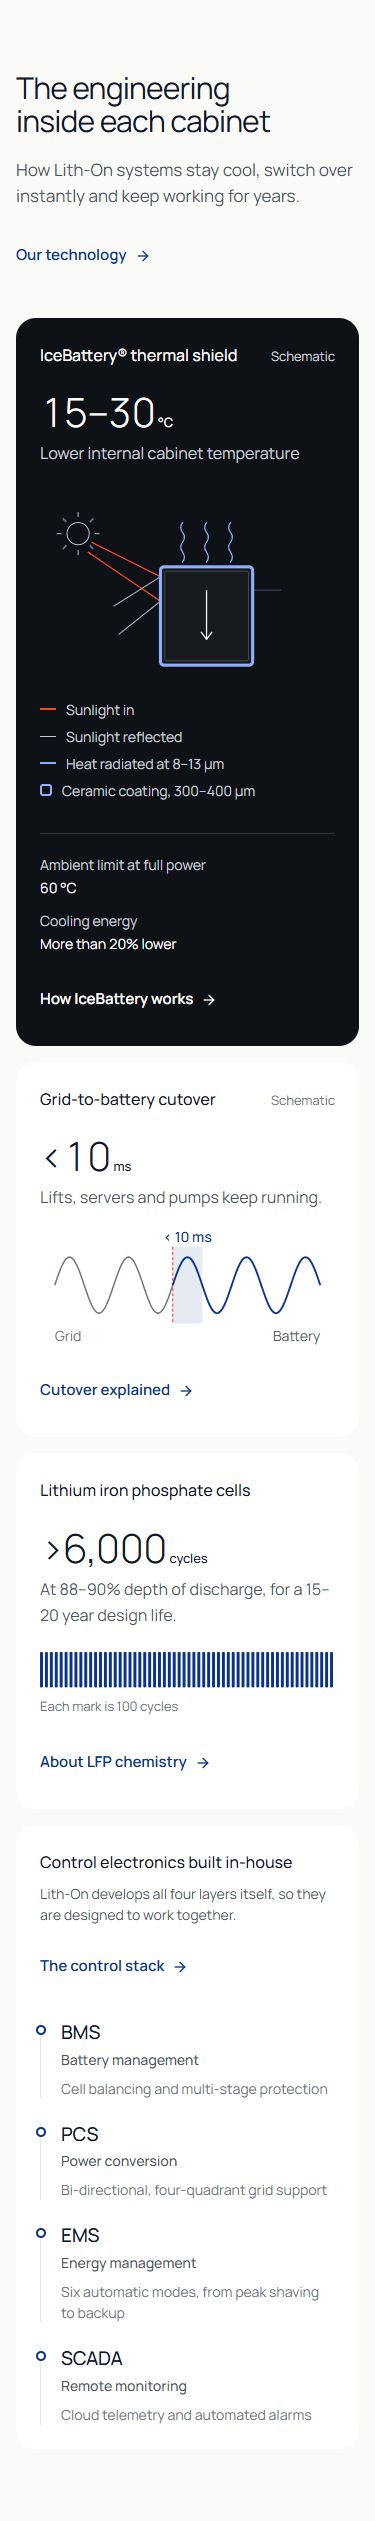 The engineering
inside each cabinet
How Lith-On systems stay cool, switch over
instantly and keep working for years.
Our technology →
IceBattery® thermal shield
Schematic
15–30 °C
Lower internal cabinet temperature
Sunlight in
Sunlight reflected
Heat radiated at 8–13 µm
Ceramic coating, 300–400 µm
Ambient limit at full power
60 °C
Cooling energy
More than 20% lower
How IceBattery works →
Grid-to-battery cutover
Schematic
< 10 ms
Lifts, servers and pumps keep running.
< 10 ms
Grid
Battery
Cutover explained →
Lithium iron phosphate cells
>6,000 cycles
At 88–90% depth of discharge, for a 15–
20 year design life.
Each mark is 100 cycles
About LFP chemistry →
Control electronics built in-house
Lith-On develops all four layers itself, so they
are designed to work together.
The control stack →
BMS
Battery management
Cell balancing and multi-stage protection
PCS
Power conversion
Bi-directional, four-quadrant grid support
EMS
Energy management
Six automatic modes, from peak shaving
to backup
SCADA
Remote monitoring
Cloud telemetry and automated alarms